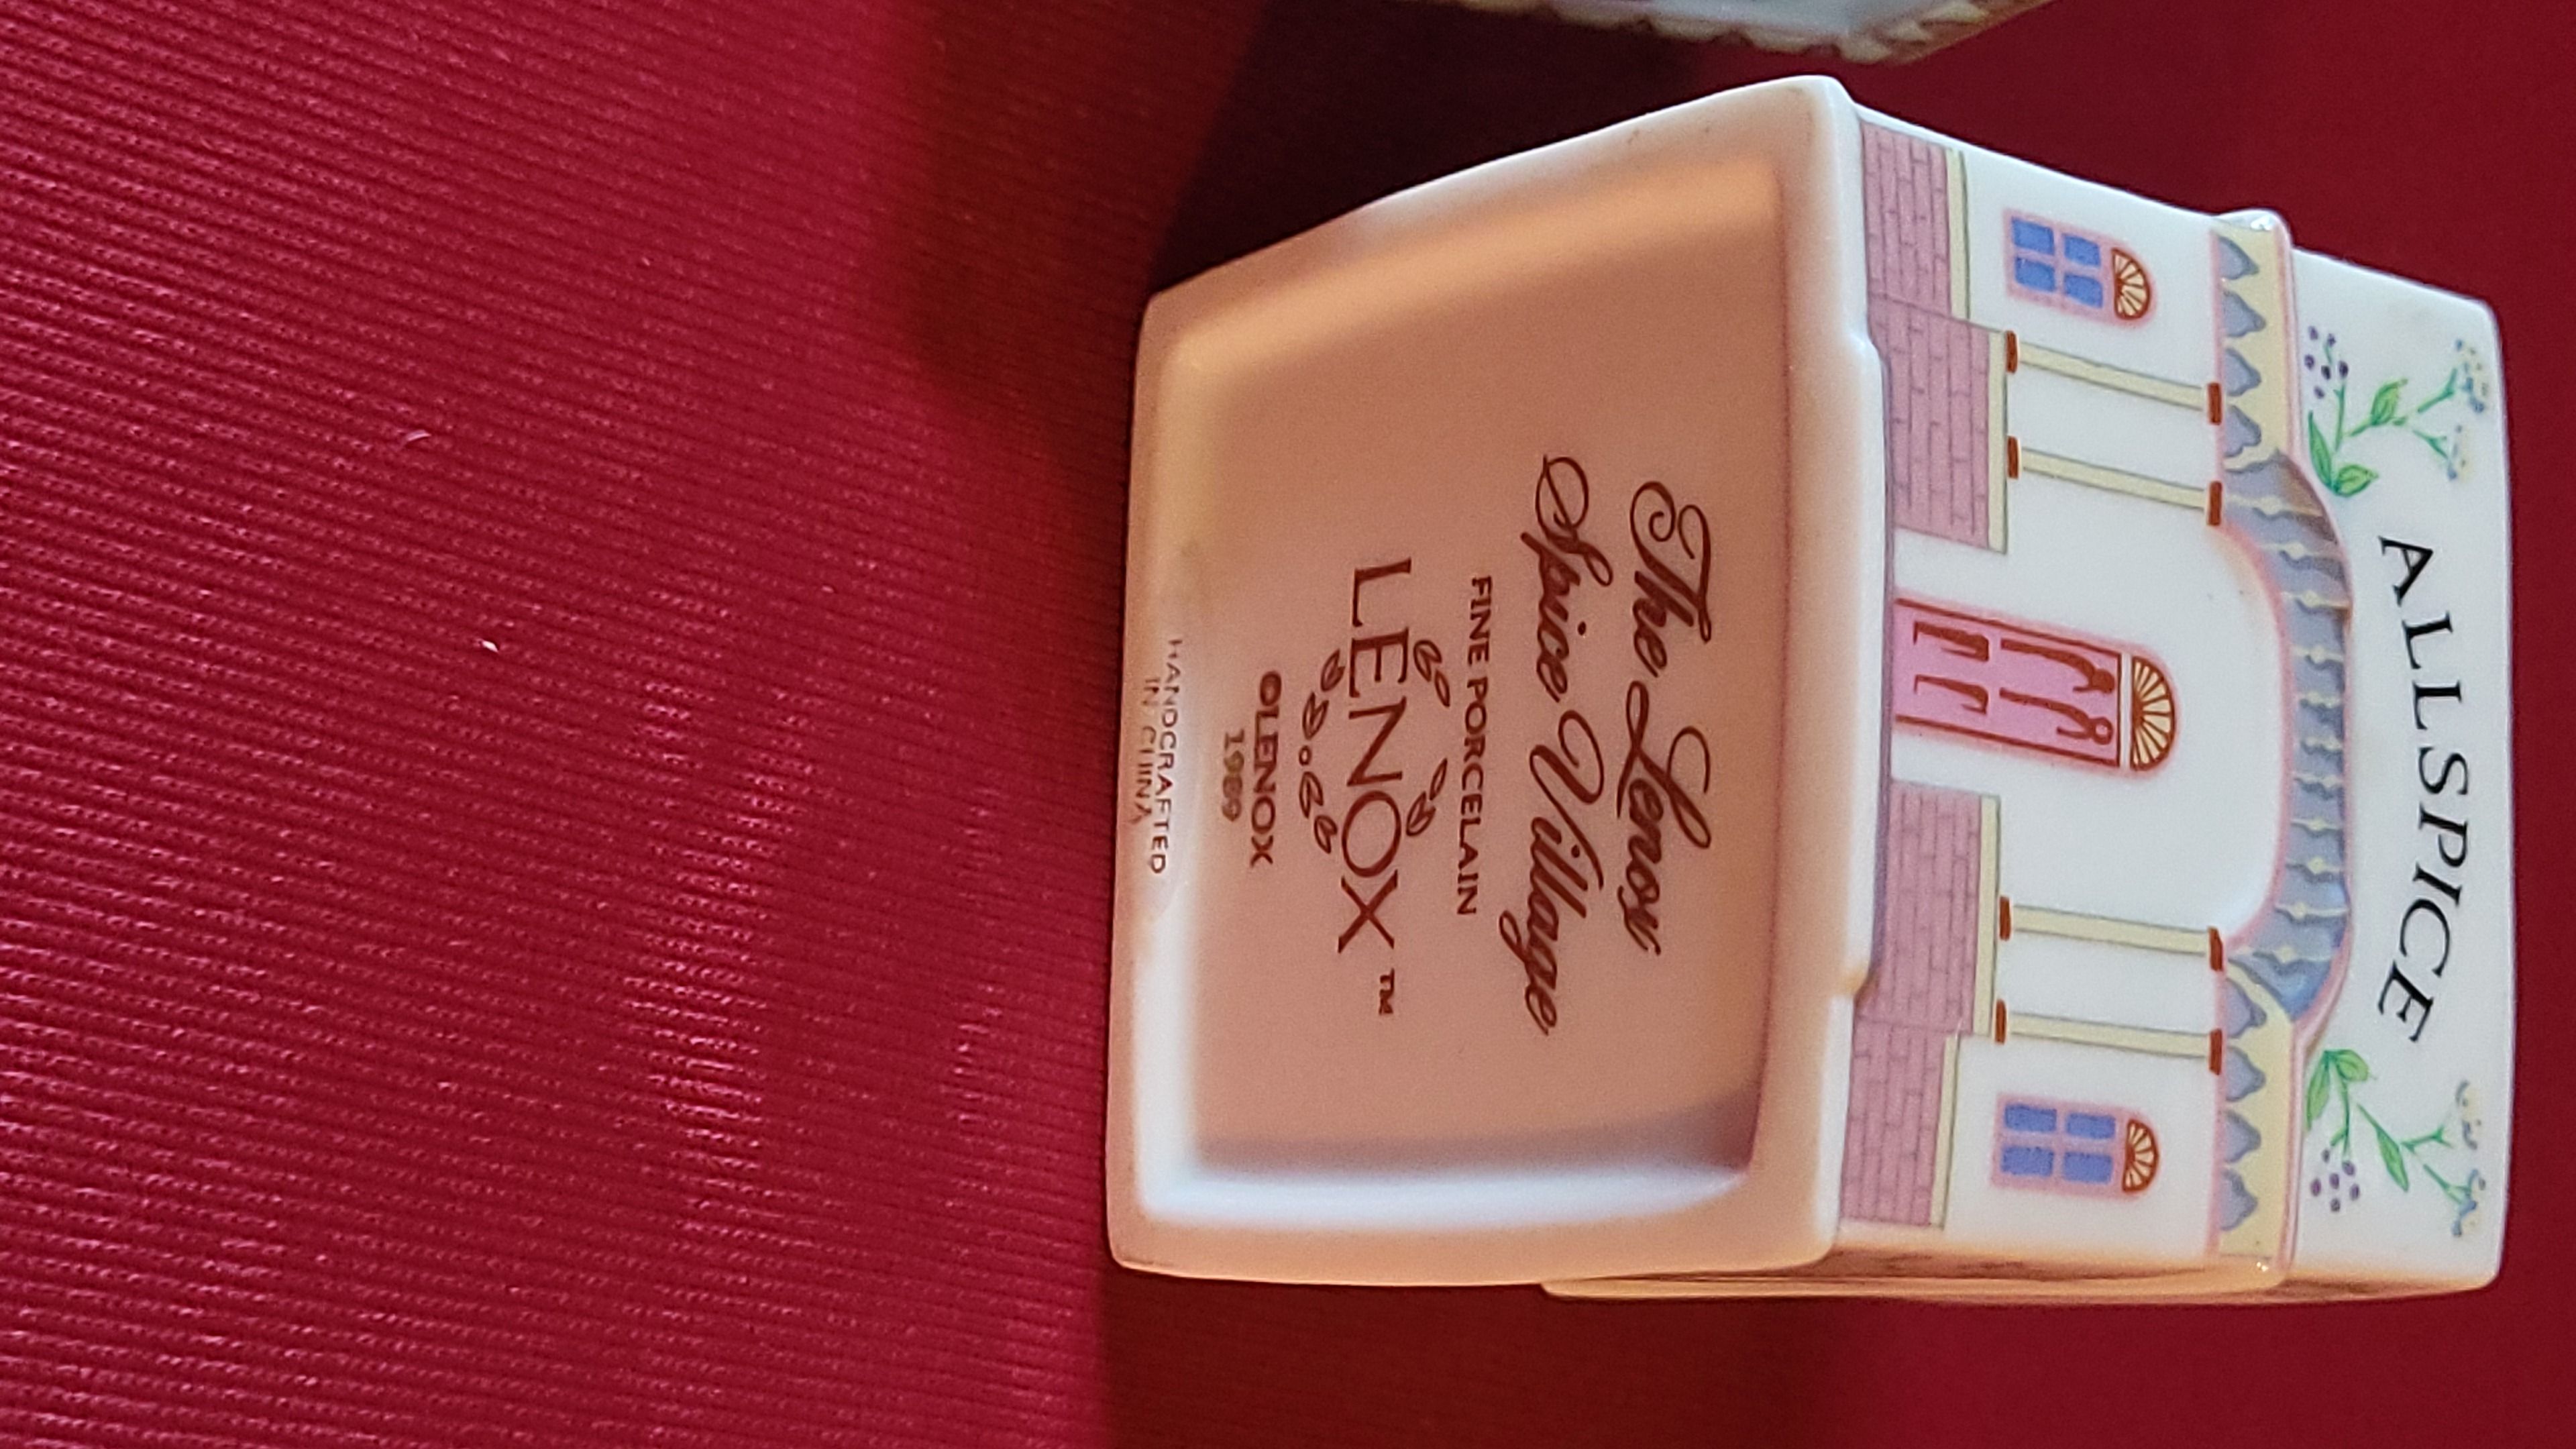 The Lenox
Spice Village
FINE PORCELAIN
LENOX™
©LENOX
1989
HANDCRAFTED
IN CHINA
ALLSPICE